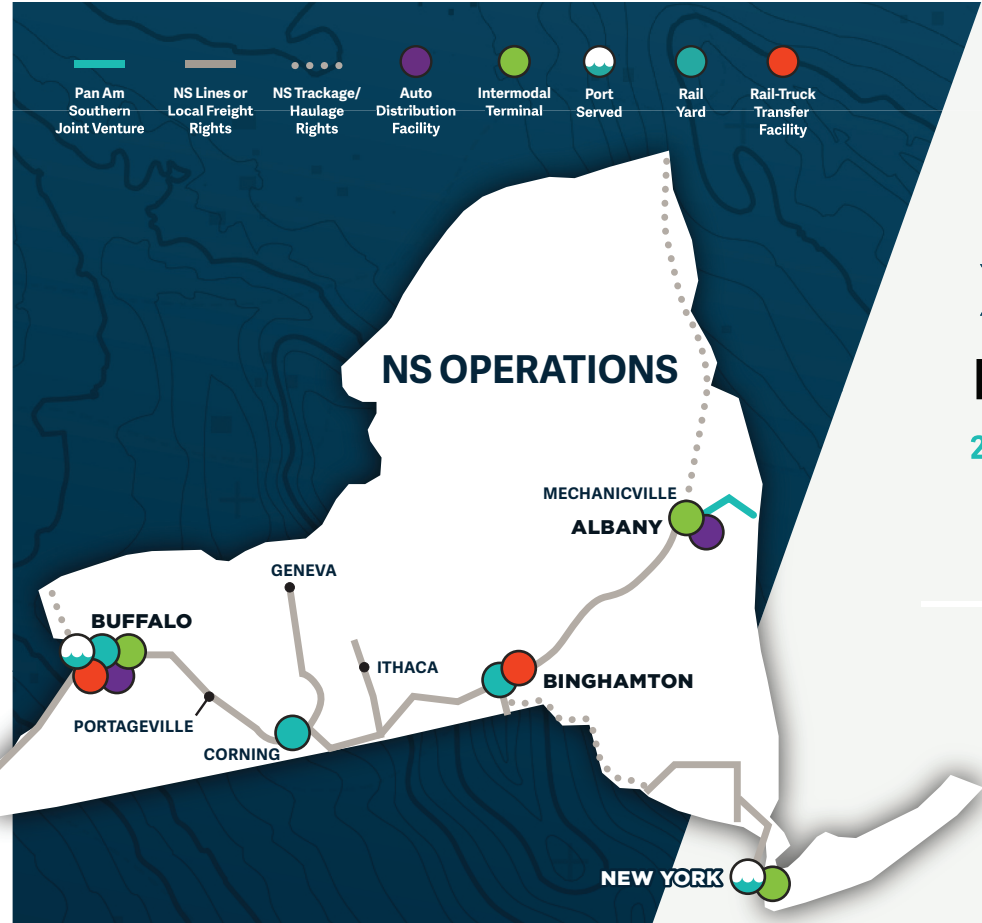 Pan Am
Southern
Joint Venture
NS Lines or
Local Freight
Rights
NS Trackage/
Haulage
Rights
Auto
Distribution
Facility
Intermodal
Terminal
Port
Served
Rail
Yard
Rail-Truck
Transfer
Facility
NS OPERATIONS
2
MECHANICVILLE
ALBANY
GENEVA
BUFFALO
ITHACA
BINGHAMTON
PORTAGEVILLE
CORNING
NEW YORK